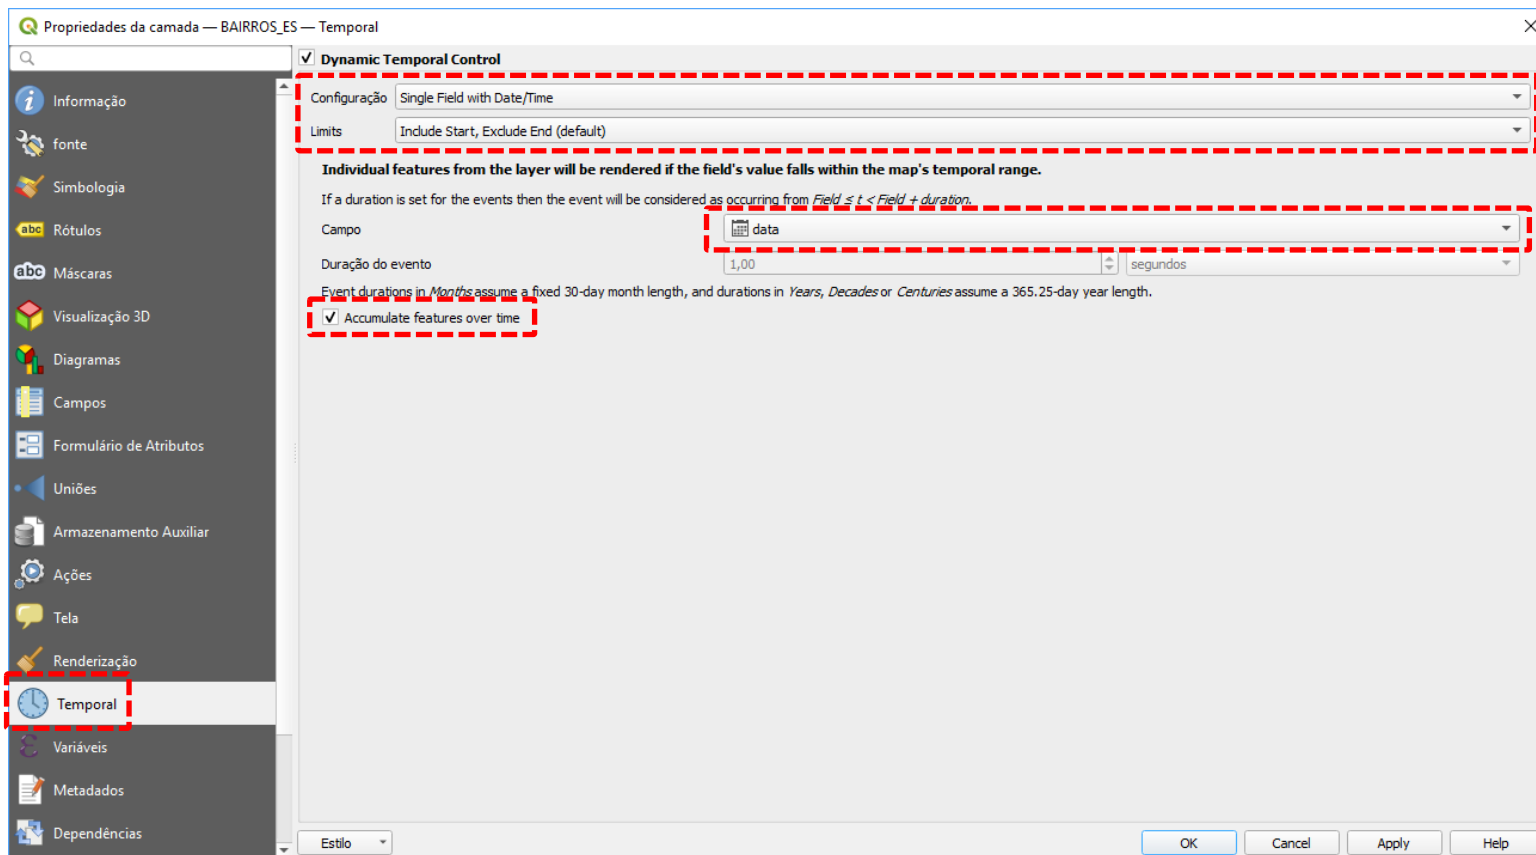 Propriedades da camada — BAIRROS_ES — Temporal
Dynamic Temporal Control
Informação
fonte
Simbologia
abc Rótulos
abc Máscaras
Visualização 3D
Diagramas
Campos
Formulário de Atributos
Uniões
Armazenamento Auxiliar
Ações
Tela
Renderização
Temporal
Variáveis
Metadados
Dependências
Configuração Single Field with Date/Time
Limits Include Start, Exclude End (default)
Individual features from the layer will be rendered if the field's value falls within the map's temporal range.
If a duration is set for the events then the event will be considered as occurring from Field ≤ t < Field + duration.
Campo data
Duração do evento 1,00 segundos
Event durations in Months assume a fixed 30-day month length, and durations in Years, Decades or Centuries assume a 365.25-day year length.
Accumulate features over time
Estilo OK Cancel Apply Help